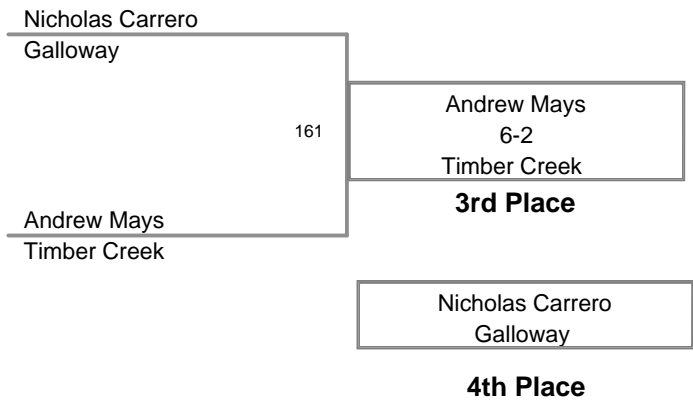 Nicholas Carrero
Galloway
161
Andrew Mays
6-2
Timber Creek
3rd Place
Andrew Mays
Timber Creek
Nicholas Carrero
Galloway
4th Place